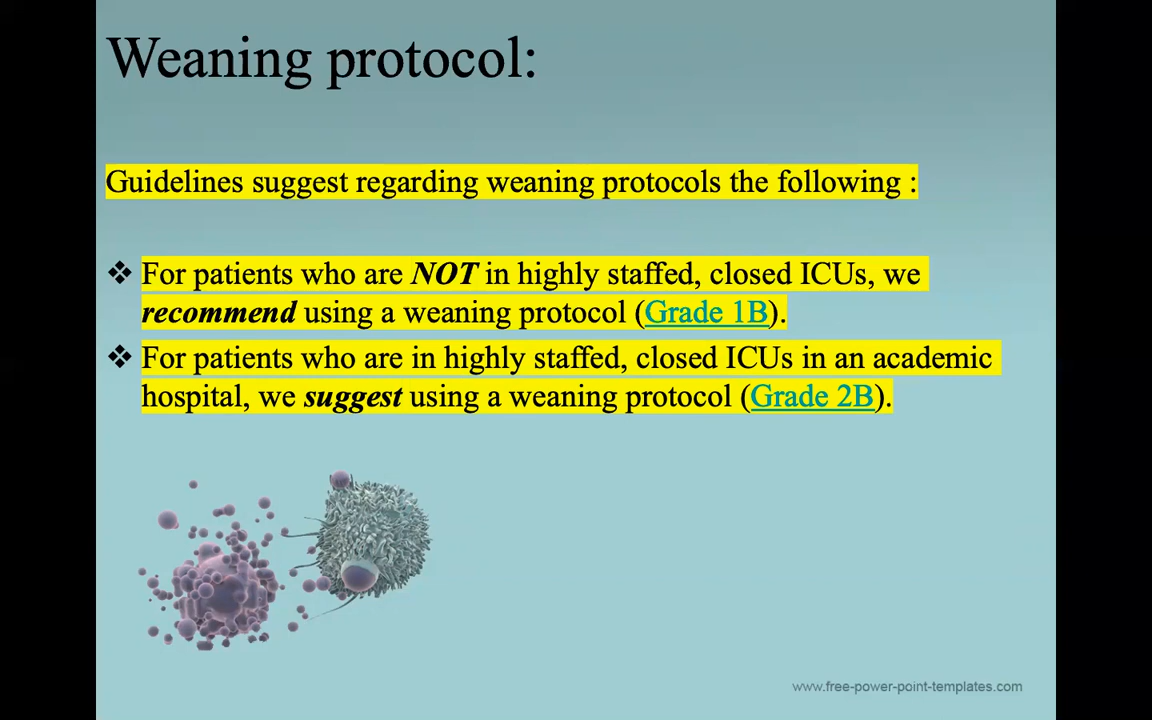 Weaning protocol:
Guidelines suggest regarding weaning protocols the following :
❖ For patients who are NOT in highly staffed, closed ICUs, we
recommend using a weaning protocol (Grade 1B).
❖ For patients who are in highly staffed, closed ICUs in an academic
hospital, we suggest using a weaning protocol (Grade 2B).
www.free-power-point-templates.com